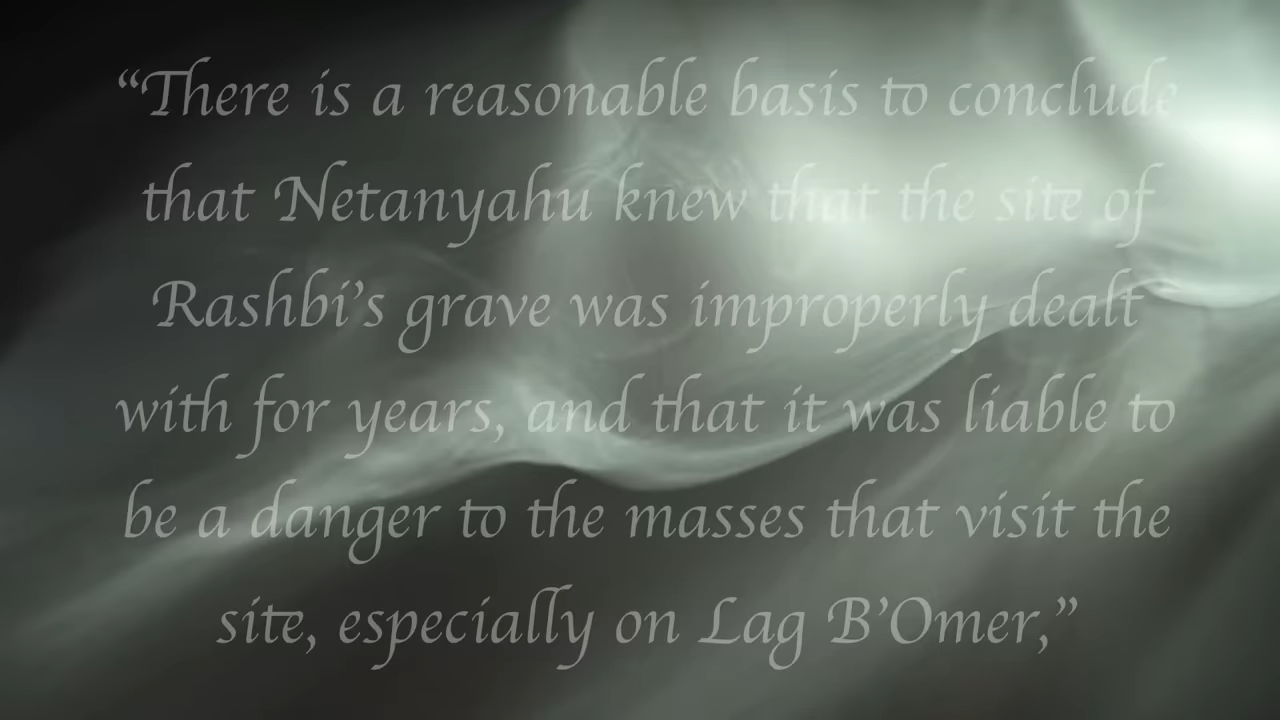 “There is a reasonable basis to conclude
that Netanyahu knew that the site of
Rashbi’s grave was improperly dealt
with for years, and that it was liable to
be a danger to the masses that visit the
site, especially on Lag B’Omer,”